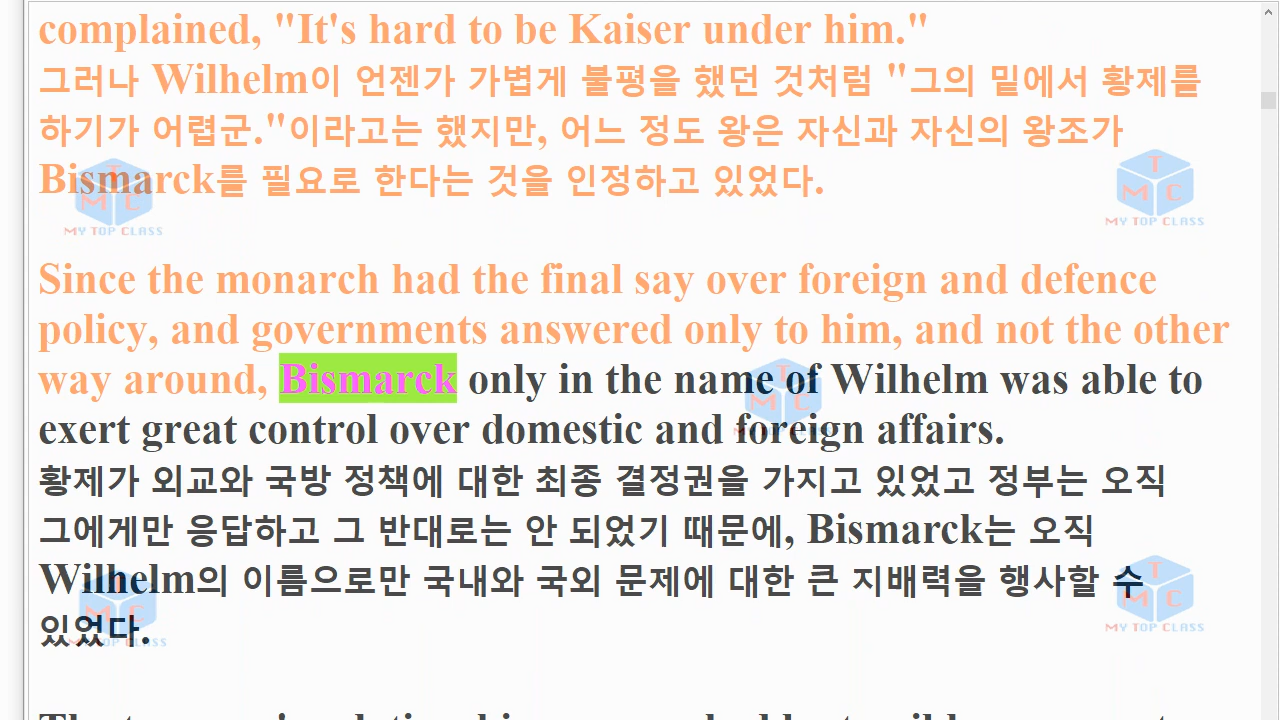 complained, "It's hard to be Kaiser under him."
그러나 Wilhelm이 언젠가 가볍게 불평을 했던 것처럼 "그의 밑에서 황제를
하기가 어렵군."이라고는 했지만, 어느 정도 왕은 자신과 자신의 왕조가
Bismarck를 필요로 한다는 것을 인정하고 있었다.
T
M C
MY TOP CLASS
T
M C
MY TOP CLASS
Since the monarch had the final say over foreign and defence
policy, and governments answered only to him, and not the other
way around, Bismarck only in the name of Wilhelm was able to
exert great control over domestic and foreign affairs.
T
M C
MY TOP CLASS
황제가 외교와 국방 정책에 대한 최종 결정권을 가지고 있었고 정부는 오직
그에게만 응답하고 그 반대로는 안 되었기 때문에, Bismarck는 오직
Wilhelm의 이름으로만 국내와 국외 문제에 대한 큰 지배력을 행사할 수
있었다.
T
M C
MY TOP CLASS
T
M C
MY TOP CLASS